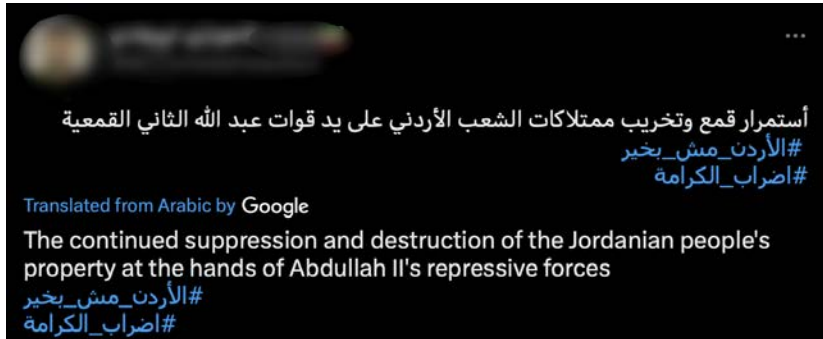 أستمرار قمع وتخريب ممتلاكات الشعب الأردني على يد قوات عبد الله الثاني القمعية
#الأردن_مش_بخير
#اضراب_الكرامة
Translated from Arabic by Google
The continued suppression and destruction of the Jordanian people's
property at the hands of Abdullah II's repressive forces
#الأردن_مش_بخير
#اضراب_الكرامة